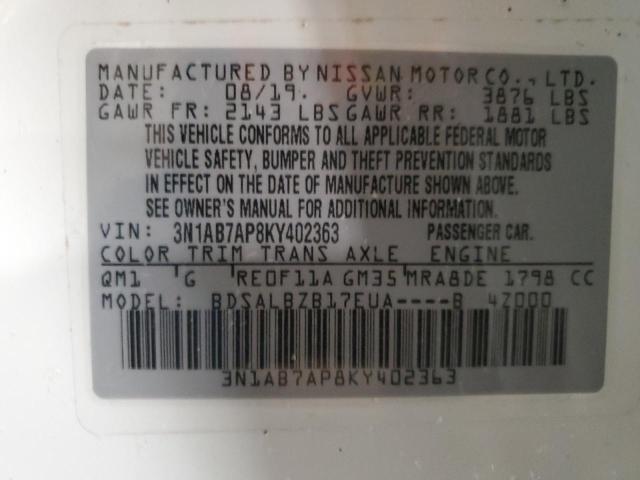 MANUFACTURED BY NISSAN MOTOR CO., LTD.
DATE: 08/19. GVWR: 3876 LBS
GAWR FR: 2143 LBS GAWR RR: 1881 LBS
THIS VEHICLE CONFORMS TO ALL APPLICABLE FEDERAL MOTOR
VEHICLE SAFETY, BUMPER AND THEFT PREVENTION STANDARDS
IN EFFECT ON THE DATE OF MANUFACTURE SHOWN ABOVE.
SEE OWNER'S MANUAL FOR ADDITIONAL INFORMATION.
VIN: 3N1AB7AP8KY402363 PASSENGER CAR.
COLOR TRIM TRANS AXLE ENGINE
QM1 G RE0F11A GM35 MRA8DE 1798 CC
MODEL: BDSALBZB17EUA----B 4Z000
3N1AB7AP8KY402363